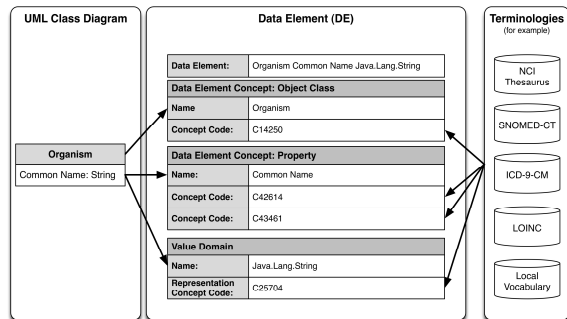 UML Class Diagram
Organism
Common Name: String
Data Element (DE)
Data Element: Organism Common Name Java.Lang.String
Data Element Concept: Object Class
Name Organism
Concept Code: C14250
Data Element Concept: Property
Name: Common Name
Concept Code: C42614
Concept Code: C43461
Value Domain
Name: Java.Lang.String
Representation
Concept Code: C25704
Terminologies
(for example)
NCI
Thesaurus
SNOMED-CT
ICD-9-CM
LOINC
Local
Vocabulary